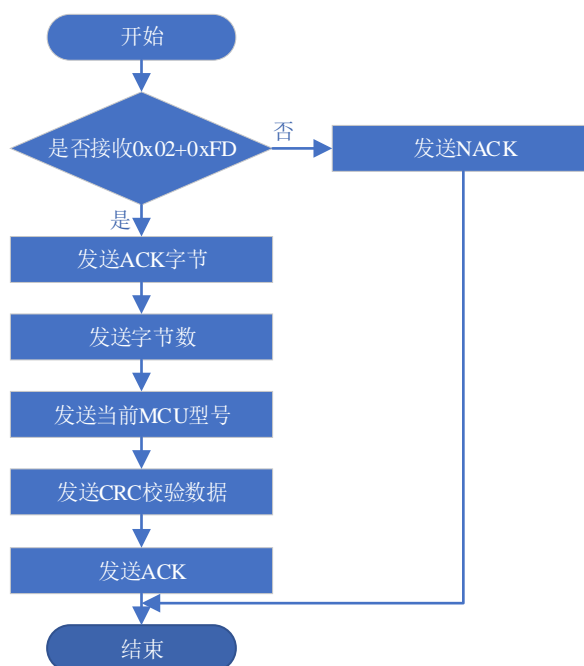 开始
是否接收0x02+0xFD
否
发送NACK
是
发送ACK字节
发送字节数
发送当前MCU型号
发送CRC校验数据
发送ACK
结束